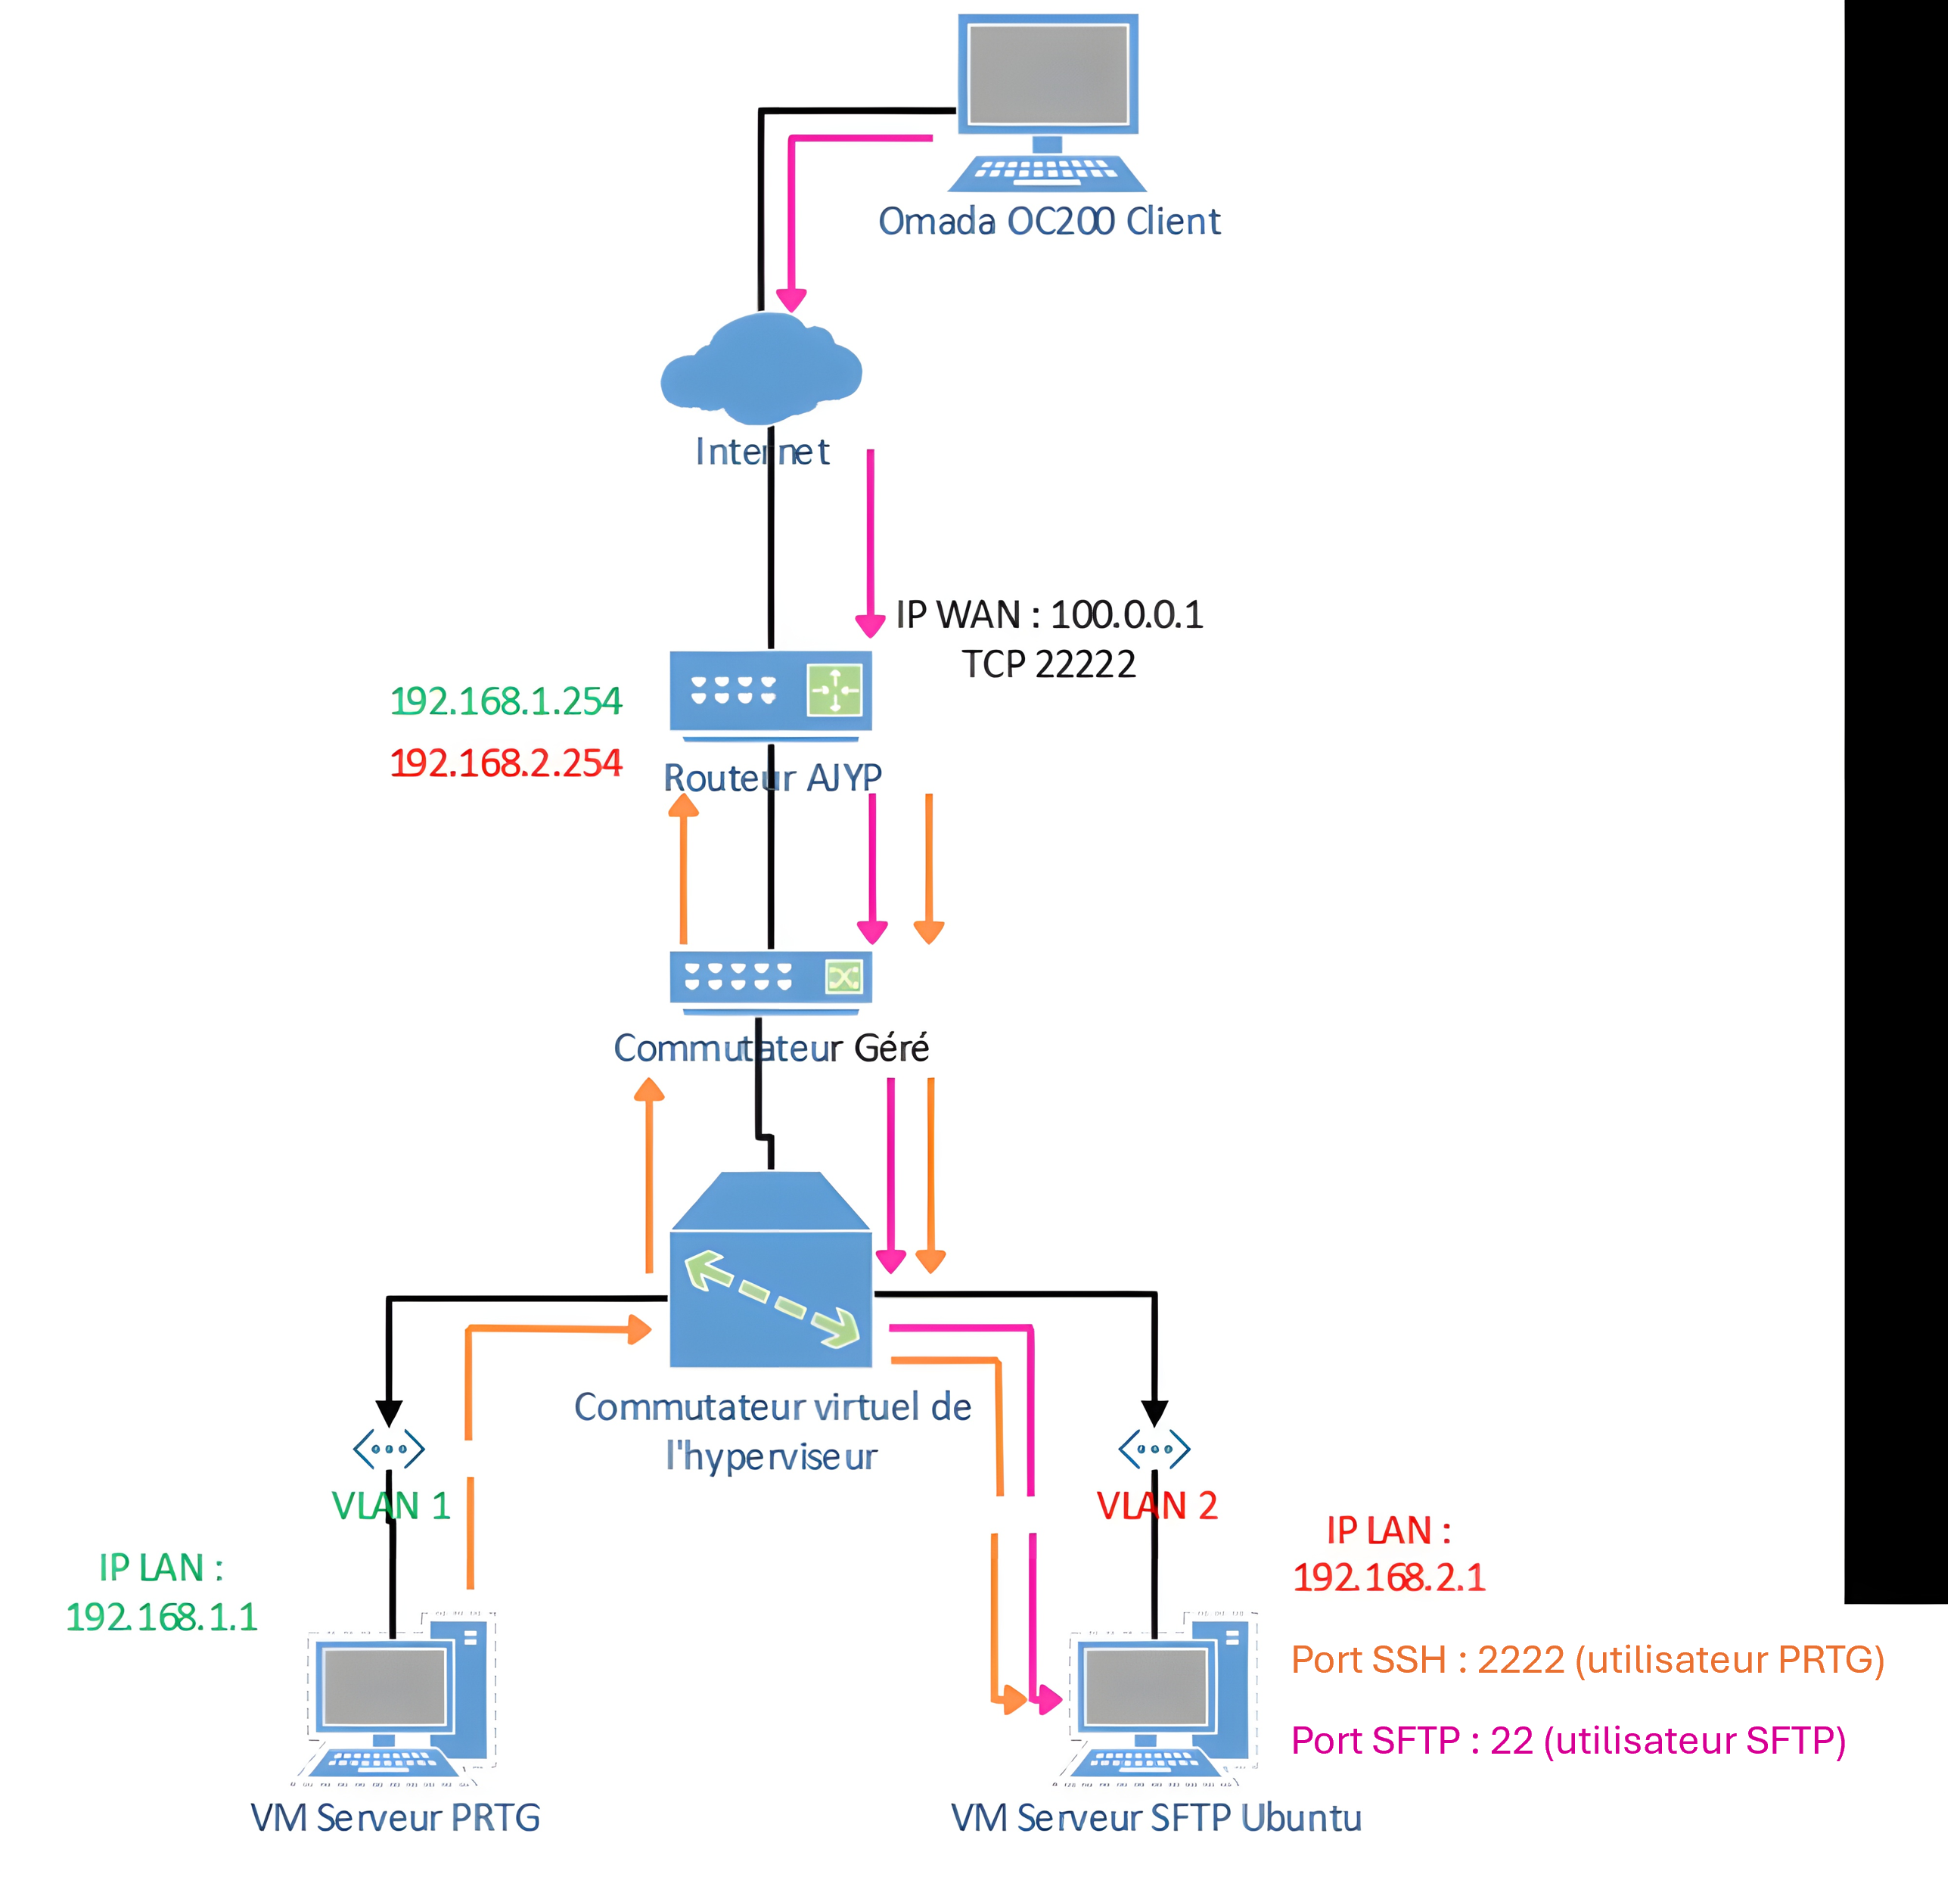 Omada OC200 Client
Internet
IP WAN : 100.0.0.1
TCP 22222
192.168.1.254
192.168.2.254
Routeur AJYP
Commutateur Géré
Commutateur virtuel de
l'hyperviseur
VLAN 1
VLAN 2
IP LAN :
192.168.1.1
IP LAN :
192.168.2.1
Port SSH : 2222 (utilisateur PRTG)
Port SFTP : 22 (utilisateur SFTP)
VM Serveur PRTG
VM Serveur SFTP Ubuntu